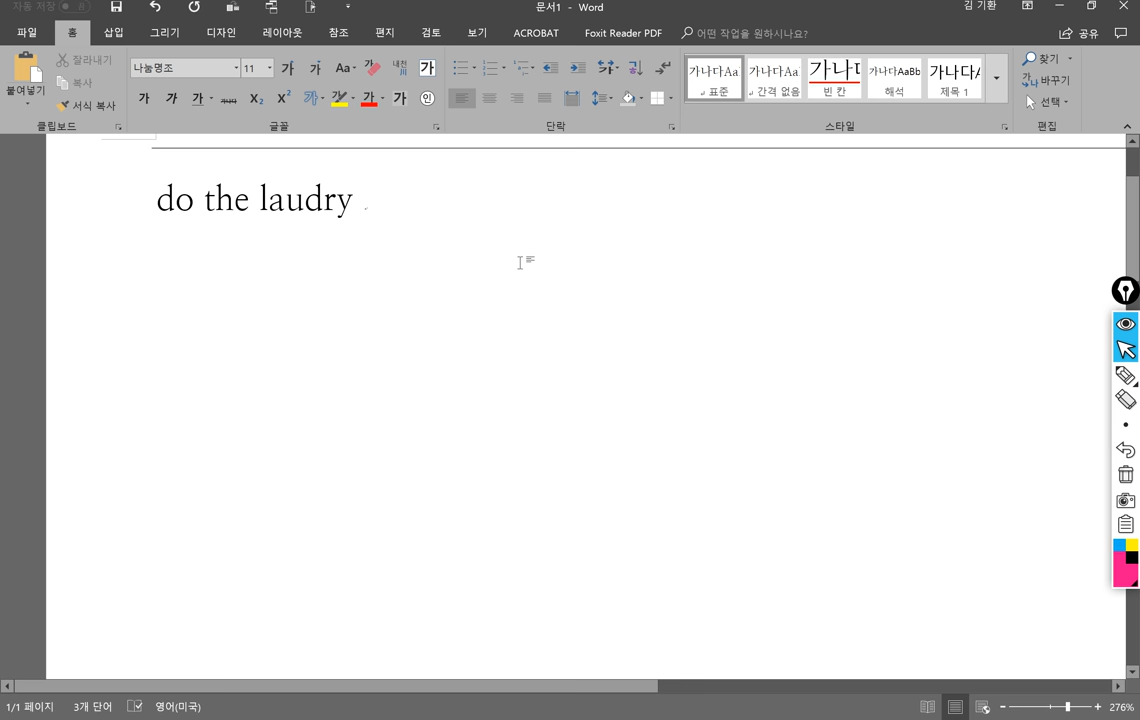 자동 저장
문서1 - Word
김 기환
파일 홈 삽입 그리기 디자인 레이아웃 참조 편지 검토 보기 ACROBAT Foxit Reader PDF 어떤 작업을 원하시나요? 공유
붙여넣기
잘라내기
복사
서식 복사
클립보드
나눔명조 11 가 가 Aa 내천 가
가 가 가 가가 X₂ X² 가 가 가 인
글꼴
단락
가나다Aa 가나다Aa 가나다 가나다AaBb 가나다A
표준 간격 없음 빈 칸 해석 제목 1
스타일
찾기
바꾸기
선택
편집
do the laudry
1/1 페이지 3개 단어 영어(미국) 276%